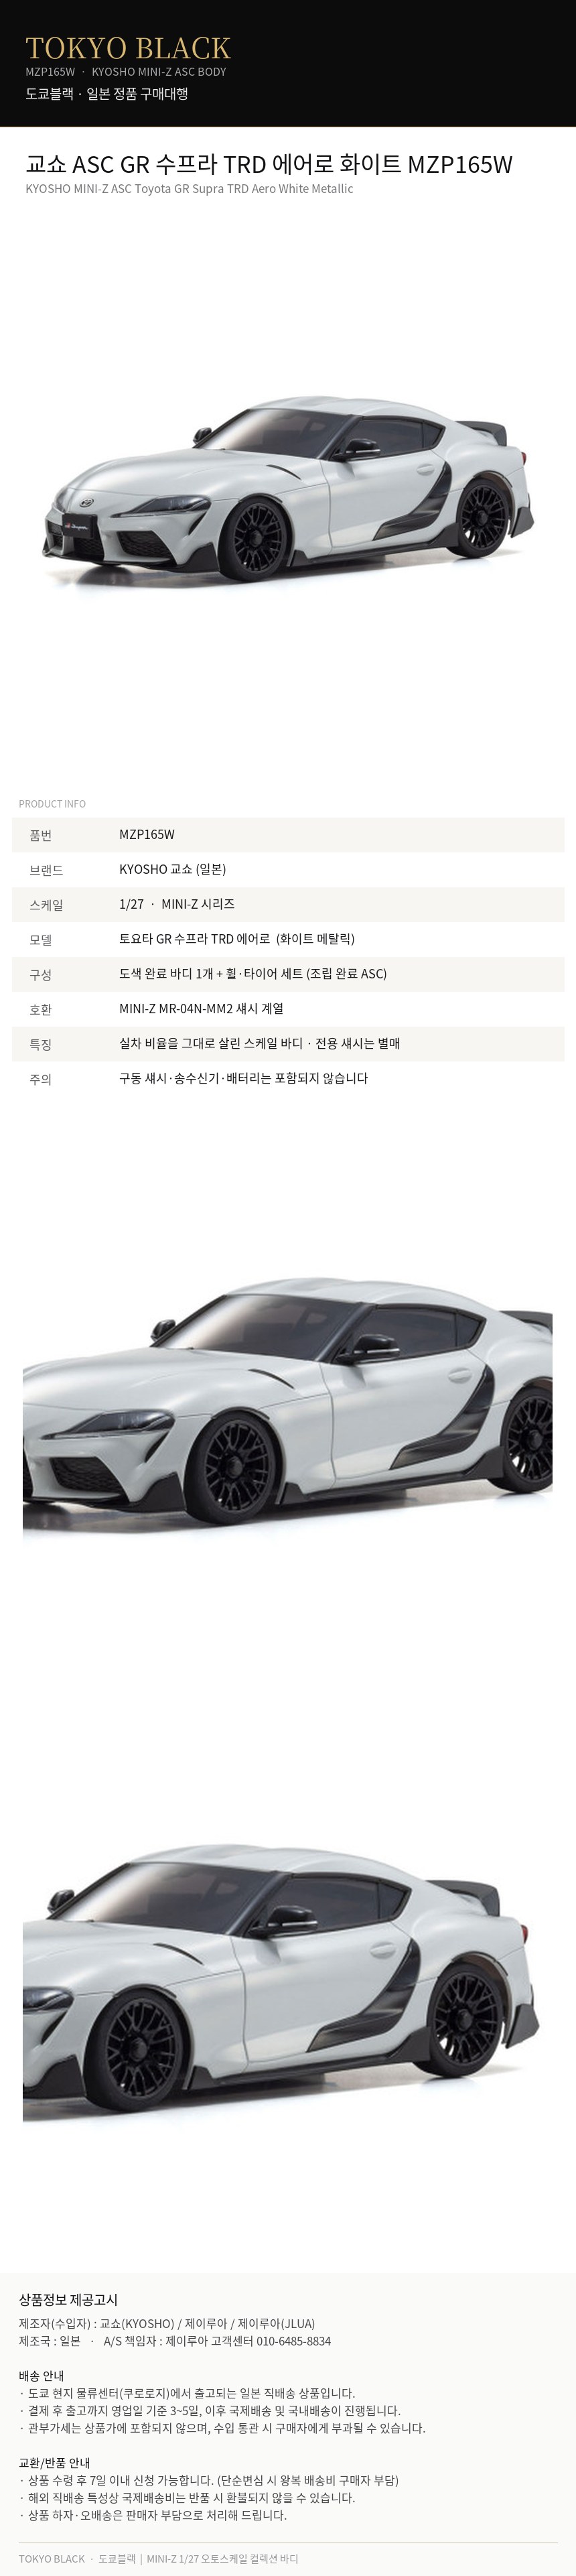 TOKYO BLACK
MZP165W · KYOSHO MINI-Z ASC BODY
도쿄블랙 · 일본 정품 구매대행
교쇼 ASC GR 수프라 TRD 에어로 화이트 MZP165W
KYOSHO MINI-Z ASC Toyota GR Supra TRD Aero White Metallic
PRODUCT INFO
품번 MZP165W
브랜드 KYOSHO 교쇼 (일본)
스케일 1/27 · MINI-Z 시리즈
모델 토요타 GR 수프라 TRD 에어로 (화이트 메탈릭)
구성 도색 완료 바디 1개 + 휠·타이어 세트 (조립 완료 ASC)
호환 MINI-Z MR-04N-MM2 섀시 계열
특징 실차 비율을 그대로 살린 스케일 바디 · 전용 섀시는 별매
주의 구동 섀시·송수신기·배터리는 포함되지 않습니다
상품정보 제공고시
제조자(수입자) : 교쇼(KYOSHO) / 제이루아 / 제이루아(JLUA)
제조국 : 일본 · A/S 책임자 : 제이루아 고객센터 010-6485-8834
배송 안내
· 도쿄 현지 물류센터(쿠로로지)에서 출고되는 일본 직배송 상품입니다.
· 결제 후 출고까지 영업일 기준 3~5일, 이후 국제배송 및 국내배송이 진행됩니다.
· 관부가세는 상품가에 포함되지 않으며, 수입 통관 시 구매자에게 부과될 수 있습니다.
교환/반품 안내
· 상품 수령 후 7일 이내 신청 가능합니다. (단순변심 시 왕복 배송비 구매자 부담)
· 해외 직배송 특성상 국제배송비는 반품 시 환불되지 않을 수 있습니다.
· 상품 하자·오배송은 판매자 부담으로 처리해 드립니다.
TOKYO BLACK · 도쿄블랙 | MINI-Z 1/27 오토스케일 컬렉션 바디